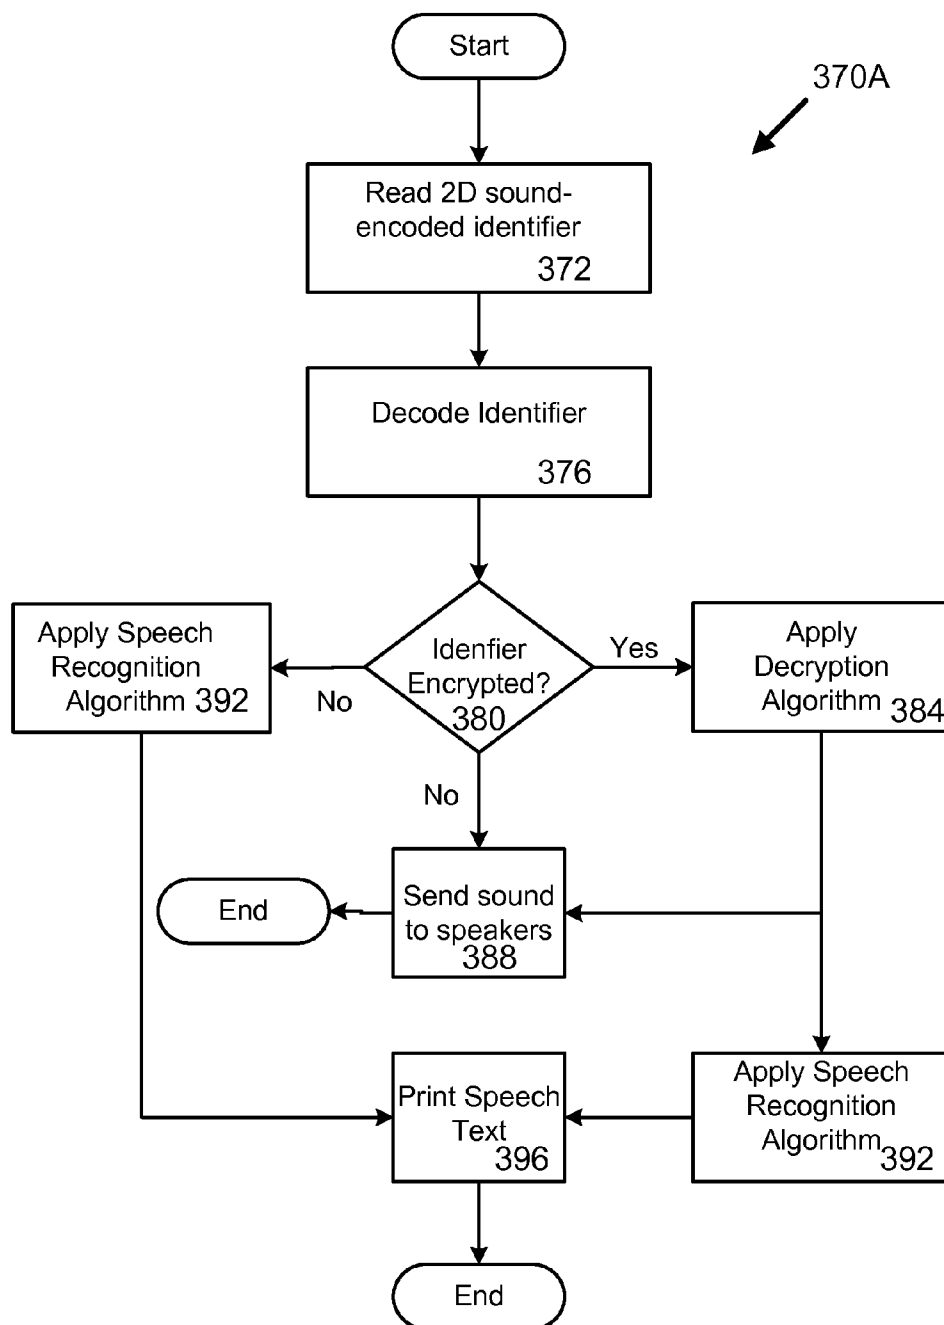 Start
370A
Read 2D sound-
encoded identifier
372
Decode Identifier
376
Idenfier
Encrypted?
380
Yes
No
No
Apply Speech
Recognition
Algorithm 392
Apply
Decryption
Algorithm
384
Send sound
to speakers
388
End
Print Speech
Text
396
Apply Speech
Recognition
Algorithm
392
End